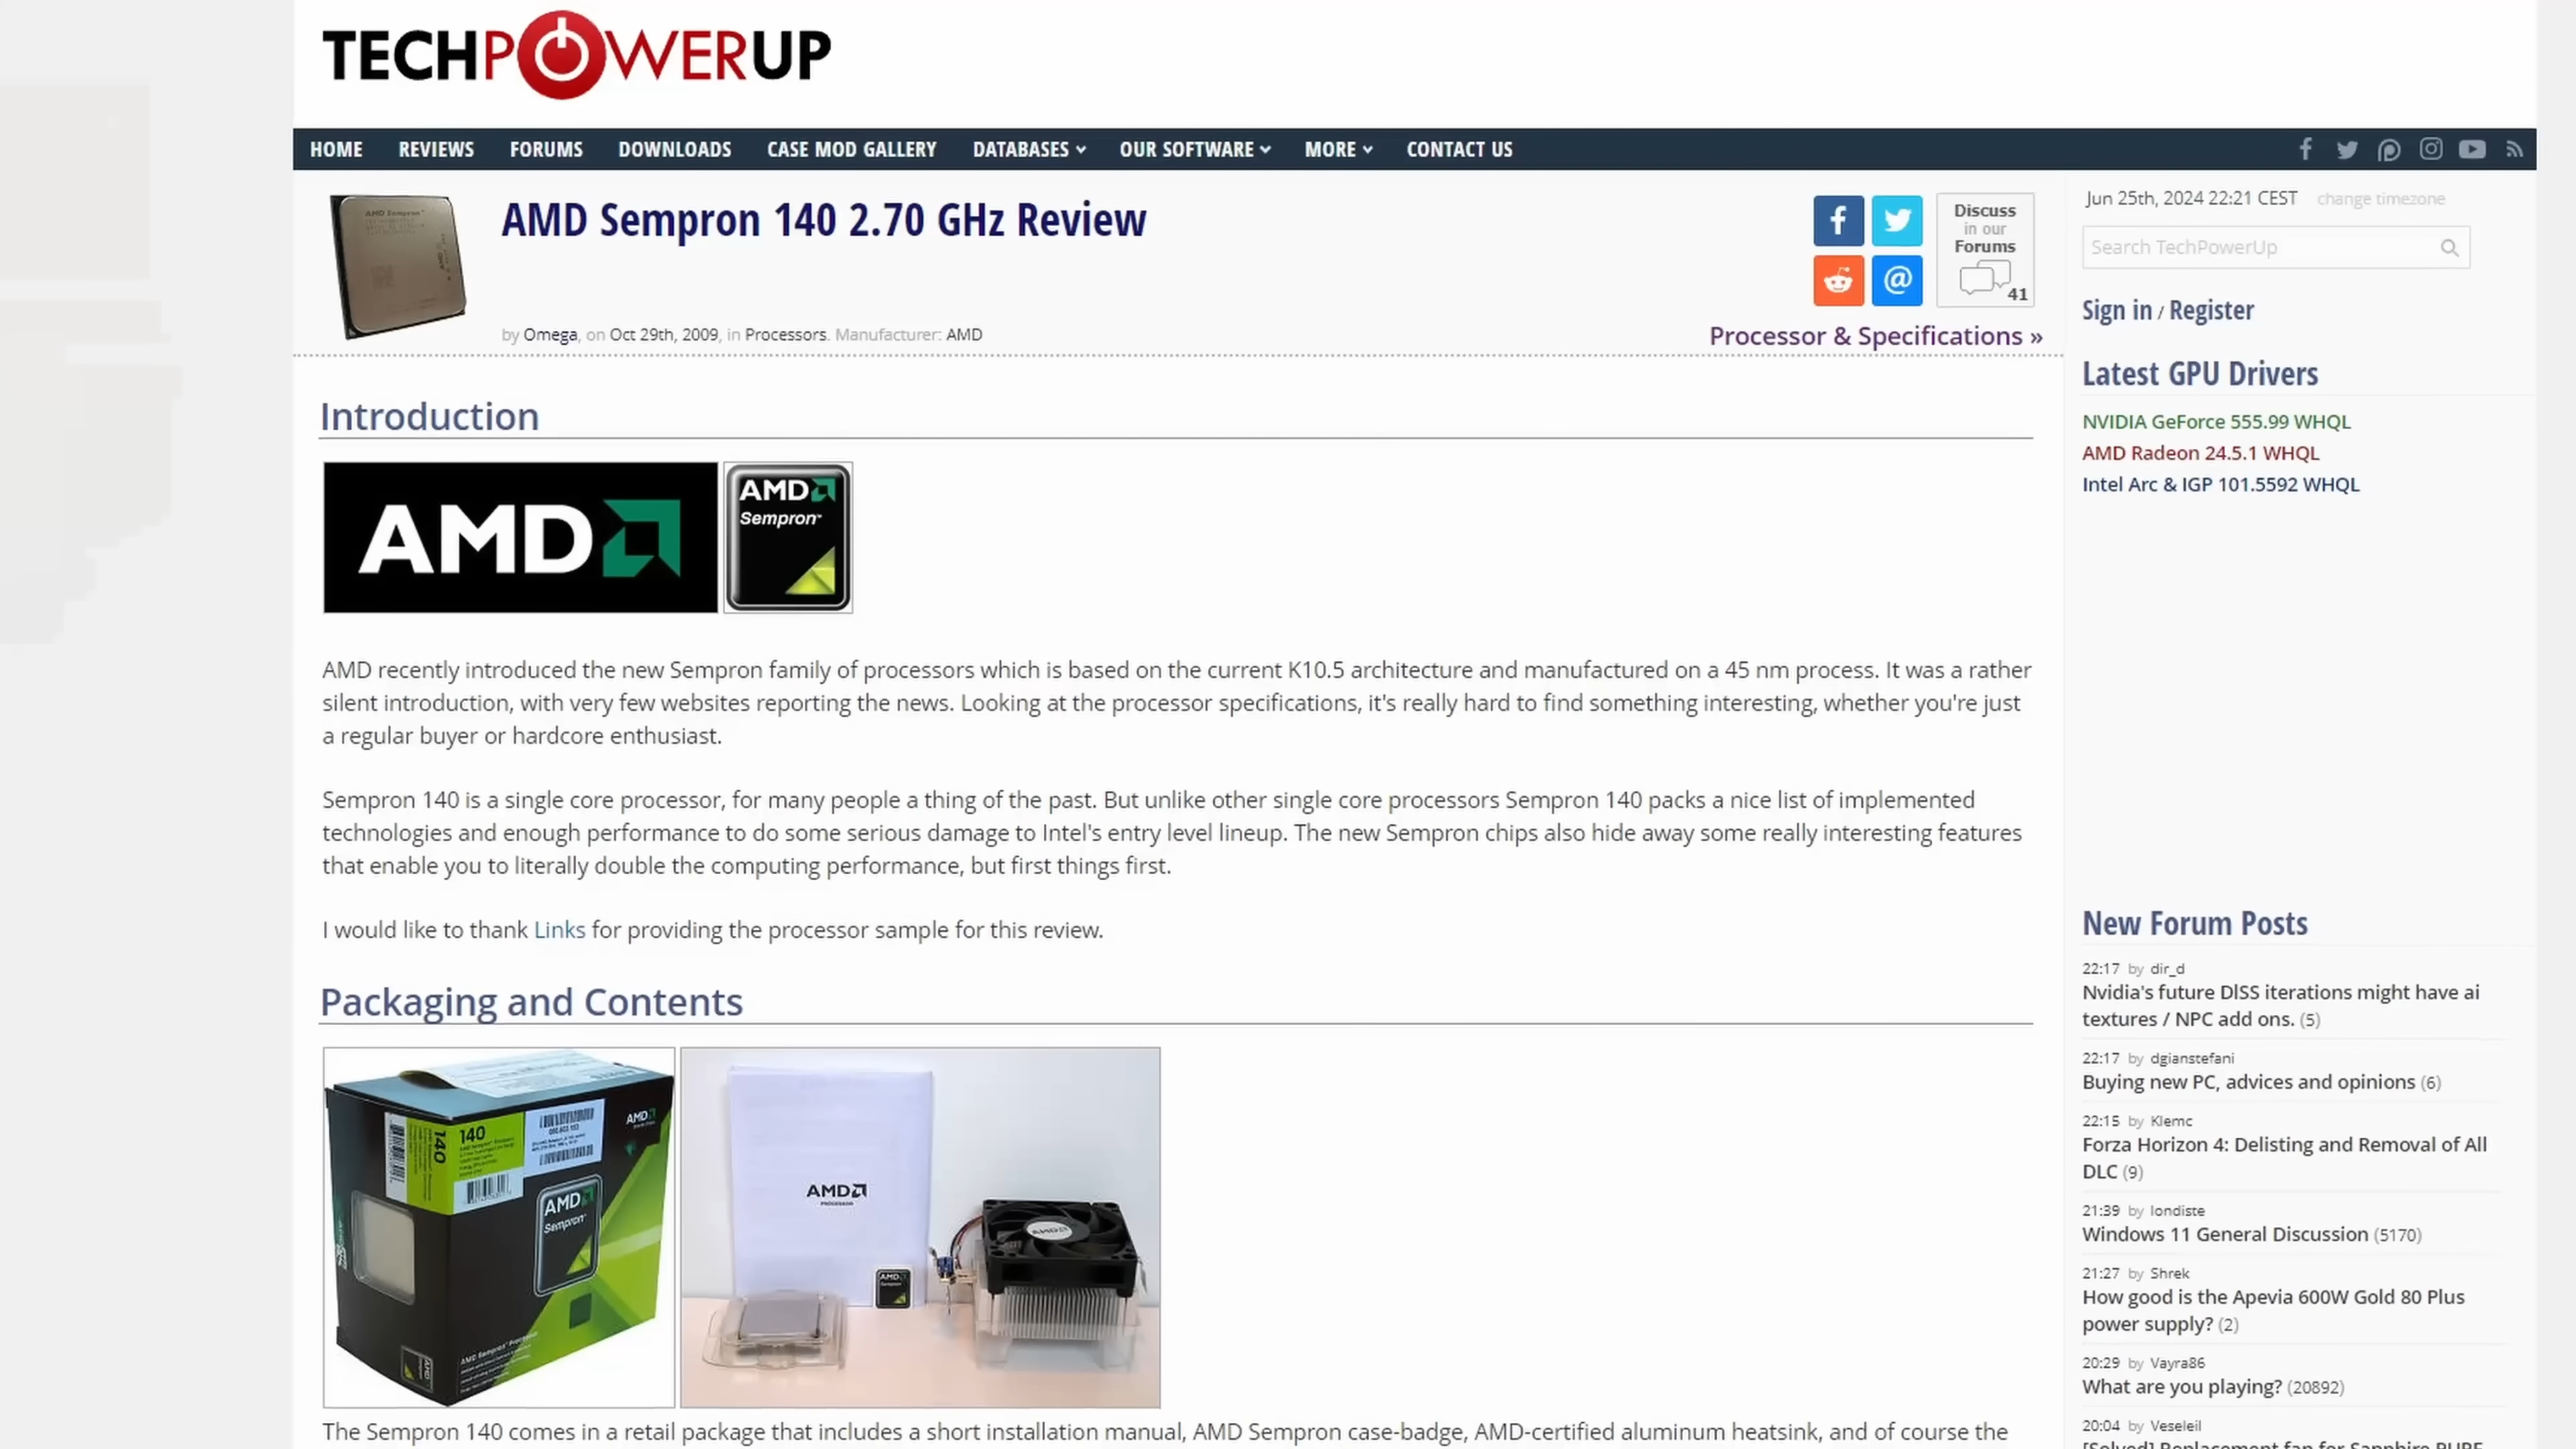 TECHPOWERUP
HOME REVIEWS FORUMS DOWNLOADS CASE MOD GALLERY DATABASES OUR SOFTWARE MORE CONTACT US
AMD Sempron 140 2.70 GHz Review
by Omega, on Oct 29th, 2009, in Processors. Manufacturer: AMD
Discuss
in our
Forums
41
Processor & Specifications »
Introduction
AMD
AMD
Sempron™
AMD recently introduced the new Sempron family of processors which is based on the current K10.5 architecture and manufactured on a 45 nm process. It was a rather
silent introduction, with very few websites reporting the news. Looking at the processor specifications, it's really hard to find something interesting, whether you're just
a regular buyer or hardcore enthusiast.
Sempron 140 is a single core processor, for many people a thing of the past. But unlike other single core processors Sempron 140 packs a nice list of implemented
technologies and enough performance to do some serious damage to Intel's entry level lineup. The new Sempron chips also hide away some really interesting features
that enable you to literally double the computing performance, but first things first.
I would like to thank Links for providing the processor sample for this review.
Packaging and Contents
140
140
AMD
AMD
Sempron
AMD
AMD
AMD
The Sempron 140 comes in a retail package that includes a short installation manual, AMD Sempron case-badge, AMD-certified aluminum heatsink, and of course the
Jun 25th, 2024 22:21 CEST change timezone
Search TechPowerUp
Sign in / Register
Latest GPU Drivers
NVIDIA GeForce 555.99 WHQL
AMD Radeon 24.5.1 WHQL
Intel Arc & IGP 101.5592 WHQL
New Forum Posts
22:17 by dir_d
Nvidia's future DlSS iterations might have ai
textures / NPC add ons. (5)
22:17 by dgianstefani
Buying new PC, advices and opinions (6)
22:15 by Klemc
Forza Horizon 4: Delisting and Removal of All
DLC (9)
21:39 by londiste
Windows 11 General Discussion (5170)
21:27 by Shrek
How good is the Apevia 600W Gold 80 Plus
power supply? (2)
20:29 by Vayra86
What are you playing? (20892)
20:04 by Veseleil
[Solved] Replacement fan for Sapphire PURE